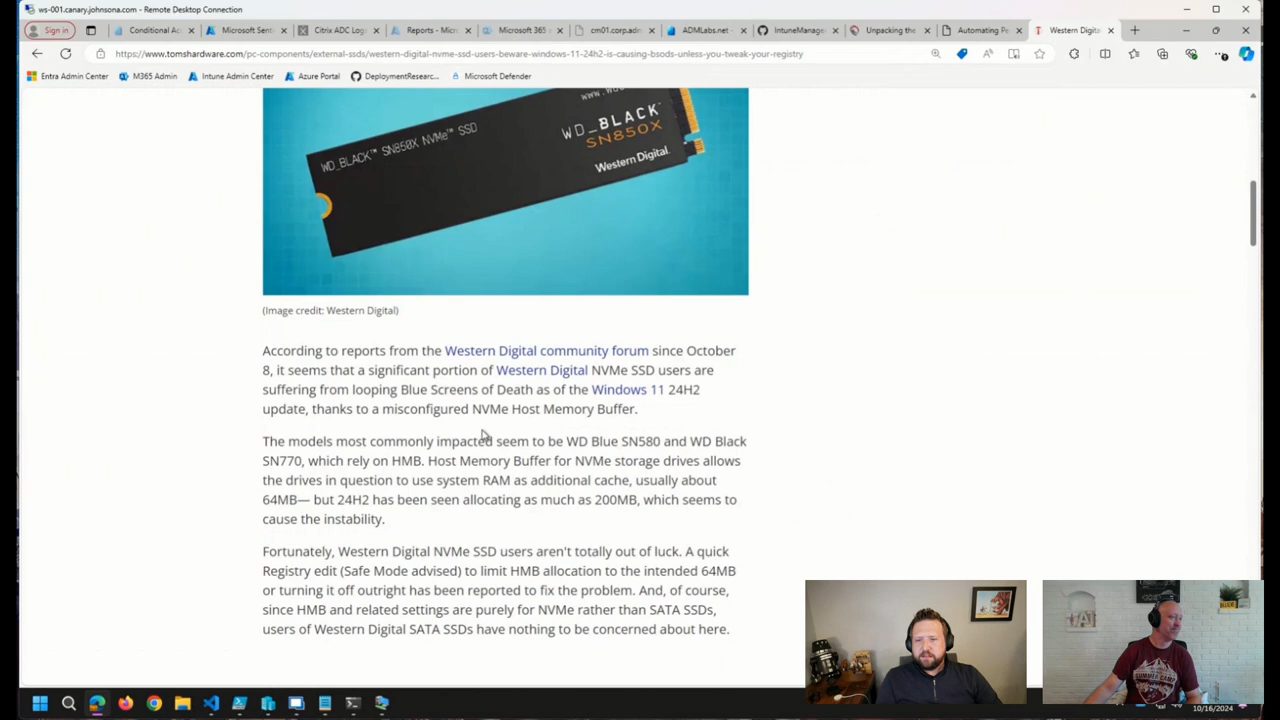 ws-001.canary.johnsona.com - Remote Desktop Connection
Sign in
Conditional Ac
Microsoft Sent
Citrix ADC Logi
Reports - Micro
Microsoft 365
cm01.corp.adm
ADMLabs.net -
IntuneManage
Unpacking the
Automating Pe
Western Digita
https://www.tomshardware.com/pc-components/external-ssds/western-digital-nvme-ssd-users-beware-windows-11-24h2-is-causing-bsods-unless-you-tweak-your-registry
Entra Admin Center
M365 Admin
Intune Admin Center
Azure Portal
DeploymentResearc...
Microsoft Defender
WD_BLACK™ SN850X NVMe™ SSD
WD_BLACK
SN850X
Western Digital
(Image credit: Western Digital)
According to reports from the Western Digital community forum since October
8, it seems that a significant portion of Western Digital NVMe SSD users are
suffering from looping Blue Screens of Death as of the Windows 11 24H2
update, thanks to a misconfigured NVMe Host Memory Buffer.
The models most commonly impacted seem to be WD Blue SN580 and WD Black
SN770, which rely on HMB. Host Memory Buffer for NVMe storage drives allows
the drives in question to use system RAM as additional cache, usually about
64MB— but 24H2 has been seen allocating as much as 200MB, which seems to
cause the instability.
Fortunately, Western Digital NVMe SSD users aren't totally out of luck. A quick
Registry edit (Safe Mode advised) to limit HMB allocation to the intended 64MB
or turning it off outright has been reported to fix the problem. And, of course,
since HMB and related settings are purely for NVMe rather than SATA SSDs,
users of Western Digital SATA SSDs have nothing to be concerned about here.
SUMMER CAMP
10/16/2024